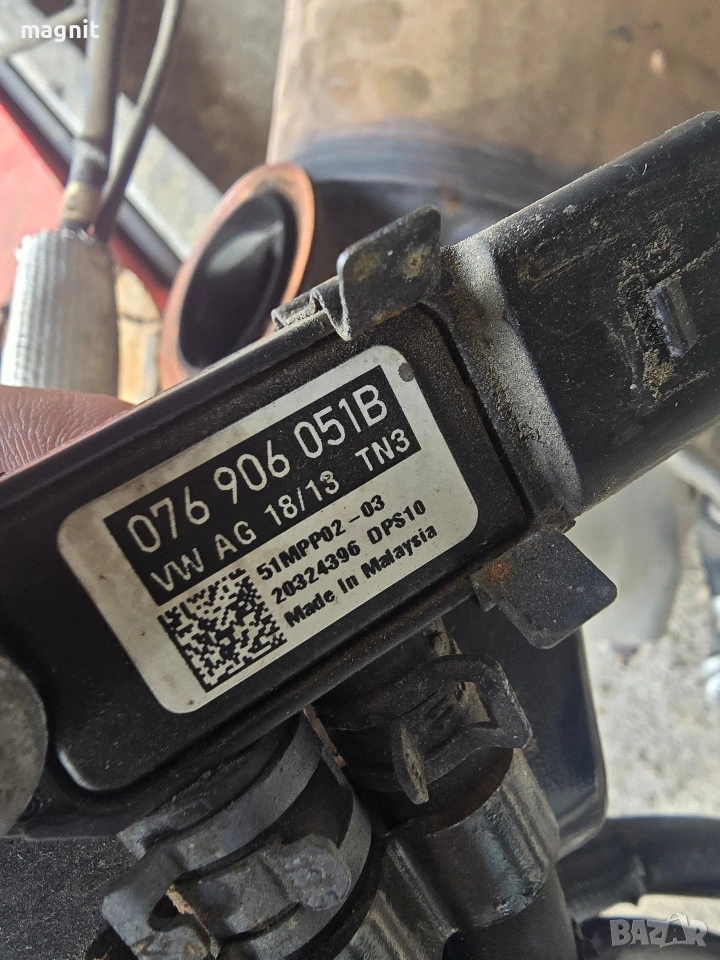 magnit
076 906 051B
VW AG 18/13 TN3
51MPP02-03
20324396 DPS10
Made In Malaysia
BAZAR